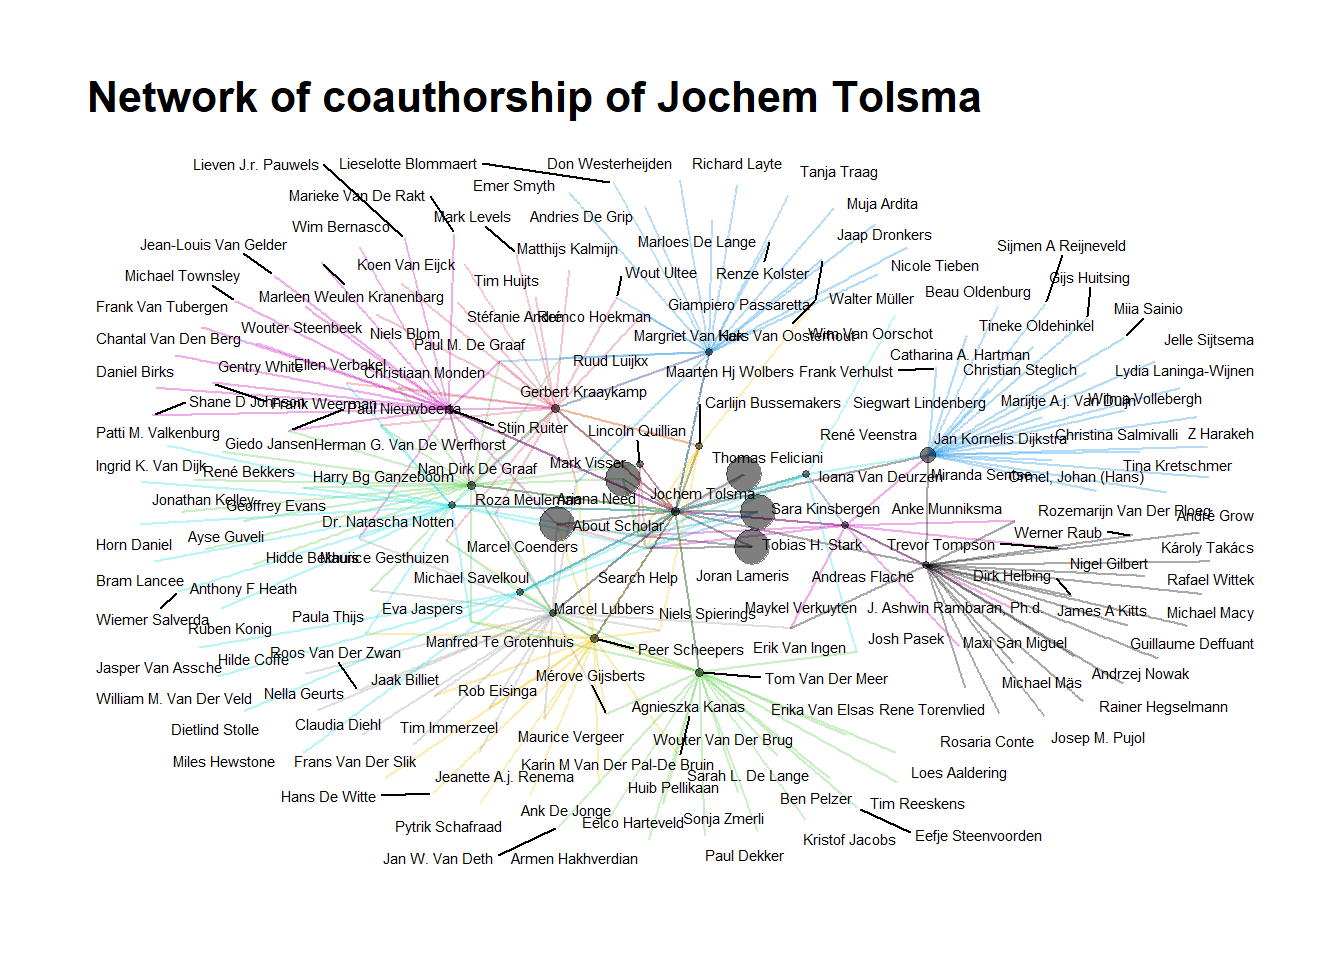 Network of coauthorship of Jochem Tolsma
Lieven J.r. Pauwels
Lieselotte Blommaert
Don Westerheijden
Richard Layte
Tanja Traag
Emer Smyth
Marieke Van De Rakt
Muja Ardita
Mark Levels
Andries De Grip
Wim Bernasco
Jaap Dronkers
Marloes De Lange
Jean-Louis Van Gelder
Matthijs Kalmijn
Sijmen A Reijneveld
Koen Van Eijck
Nicole Tieben
Michael Townsley
Wout Ultee
Renze Kolster
Gijs Huitsing
Tim Huijts
Beau Oldenburg
Marleen Weulen Kranenbarg
Walter Müller
Frank Van Tubergen
Giampiero Passaretta
Miia Sainio
Stéfanie André
Remco Hoekman
Wouter Steenbeek
Tineke Oldehinkel
Niels Blom
Margriet Van Hek
Hans Van Oosterhout
Wim Van Oorschot
Chantal Van Den Berg
Jelle Sijtsema
Paul M. De Graaf
Catharina A. Hartman
Ruud Luijkx
Ellen Verbakel
Gentry White
Christiaan Monden
Daniel Birks
Maarten Hj Wolbers
Frank Verhulst
Christian Steglich
Lydia Laninga-Wijnen
Gerbert Kraaykamp
Shane D Johnson
Frank Weerman
Paul Nieuwbeerta
Carlijn Bussemakers
Siegwart Lindenberg
Marijtje A.j. Van Duijn
Wilma Vollebergh
Stijn Ruiter
Lincoln Quillian
Patti M. Valkenburg
René Veenstra
Jan Kornelis Dijkstra
Christina Salmivalli
Z Harakeh
Giedo Jansen
Herman G. Van De Werfhorst
Thomas Feliciani
Ingrid K. Van Dijk
René Bekkers
Nan Dirk De Graaf
Mark Visser
Tina Kretschmer
Harry Bg Ganzeboom
Ioana Van Deurzen
Miranda Sentse
Ormel, Johan (Hans)
Jonathan Kelley
Roza Meuleman
Ariana Need
Jochem Tolsma
Geoffrey Evans
Sara Kinsbergen
Anke Munniksma
Rozemarijn Van Der Ploeg
André Grow
Dr. Natascha Notten
About Scholar
Werner Raub
Ayse Guveli
Horn Daniel
Marcel Coenders
Tobias H. Stark
Trevor Tompson
Károly Takács
Hidde Bekhuis
Maurice Gesthuizen
Nigel Gilbert
Bram Lancee
Anthony F Heath
Michael Savelkoul
Search Help
Joran Lameris
Andreas Flache
Dirk Helbing
Rafael Wittek
Wiemer Salverda
Eva Jaspers
Marcel Lubbers
Niels Spierings
Maykel Verkuyten
J. Ashwin Rambaran, Ph.d.
James A Kitts
Michael Macy
Paula Thijs
Ruben Konig
Manfred Te Grotenhuis
Peer Scheepers
Erik Van Ingen
Josh Pasek
Maxi San Miguel
Guillaume Deffuant
Roos Van Der Zwan
Hilde Coffe
Jasper Van Assche
Andrzej Nowak
Jaak Billiet
Mérove Gijsberts
Tom Van Der Meer
Michael Mäs
Rob Eisinga
Nella Geurts
William M. Van Der Veld
Agnieszka Kanas
Erika Van Elsas
Rene Torenvlied
Rainer Hegselmann
Claudia Diehl
Tim Immerzeel
Dietlind Stolle
Maurice Vergeer
Wouter Van Der Brug
Rosaria Conte
Josep M. Pujol
Miles Hewstone
Frans Van Der Slik
Karin M Van Der Pal-De Bruin
Jeanette A.j. Renema
Sarah L. De Lange
Loes Aaldering
Huib Pellikaan
Hans De Witte
Ben Pelzer
Tim Reeskens
Ank De Jonge
Pytrik Schafraad
Eelco Harteveld
Sonja Zmerli
Kristof Jacobs
Eefje Steenvoorden
Jan W. Van Deth
Armen Hakhverdian
Paul Dekker